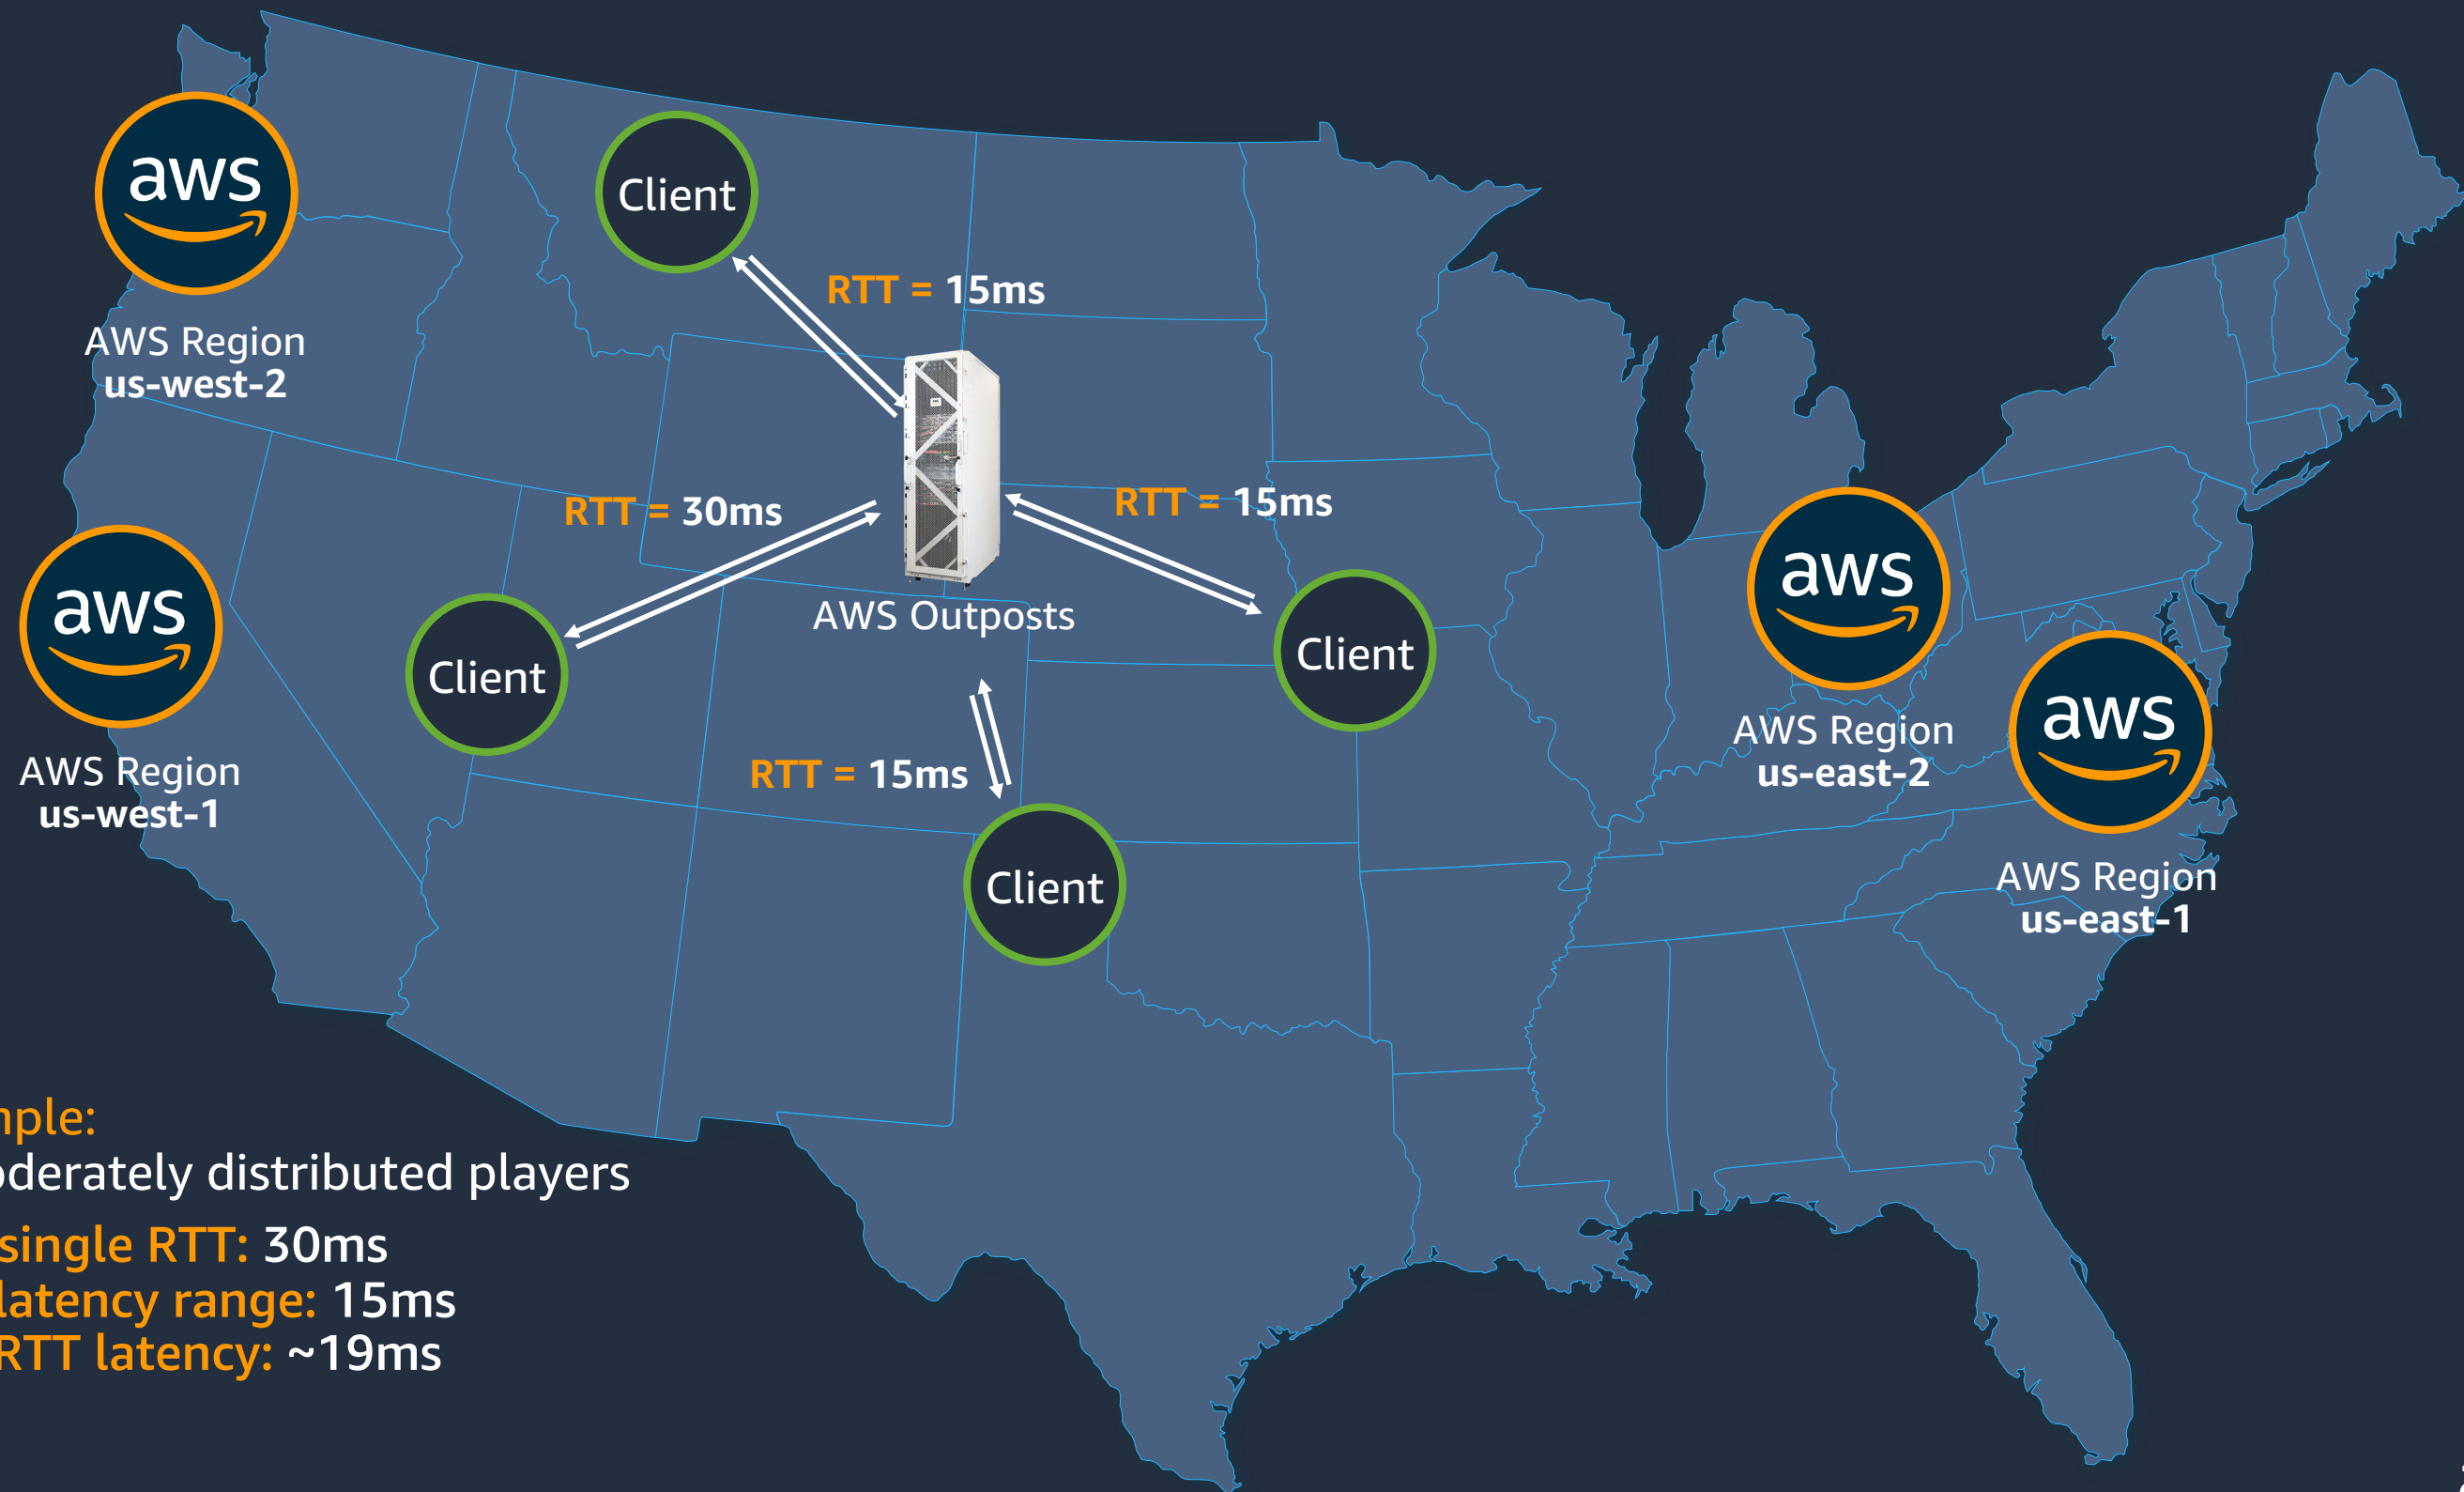 aws
AWS Region
us-west-2
Client
RTT = 15ms
RTT = 30ms
RTT = 15ms
AWS Outposts
aws
AWS Region
us-west-1
Client
Client
aws
AWS Region
us-east-2
aws
AWS Region
us-east-1
RTT = 15ms
Client
distributed players
single RTT: 30ms
latency range: 15ms
RTT latency: ~19ms